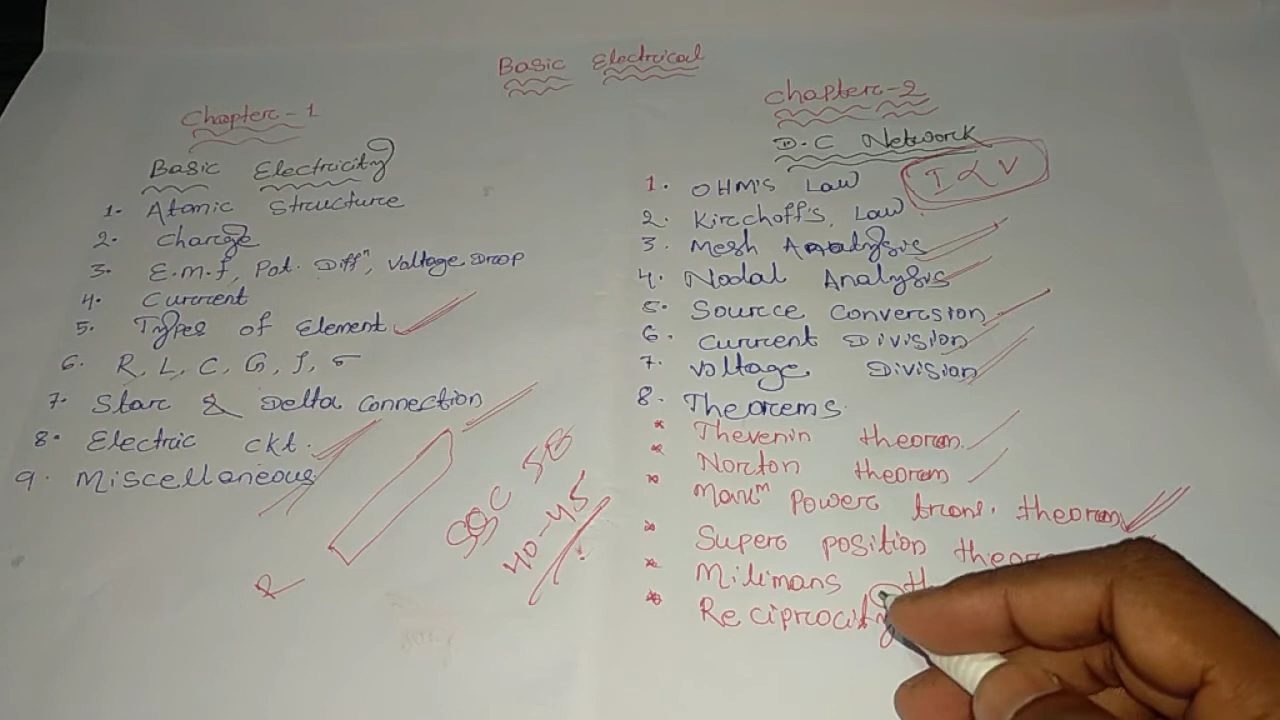 Basic Electrical
Chapter-1
Basic Electricity
1. Atomic Structure
2. Charge
3. E.m.f, Pot. Diffⁿ, Voltage Drop
4. Current
5. Types of Element
6. R, L, C, G, ρ, σ
7. Star & Delta Connection
8. Electric ckt.
9. Miscellaneous
R
SSC
40-45
Chapter-2
D.C Network
I ∝ V
1. OHM'S Law
2. Kirchoff's Law
3. Mesh Analysis
4. Nodal Analysis
5. Source Conversion
6. Current Division
7. Voltage Division
8. Theorems
* Thevenin theorem
* Norton theorem
* Maxᵐ Power trans. theorem
* Super position
* Milimans
* Reciprocity